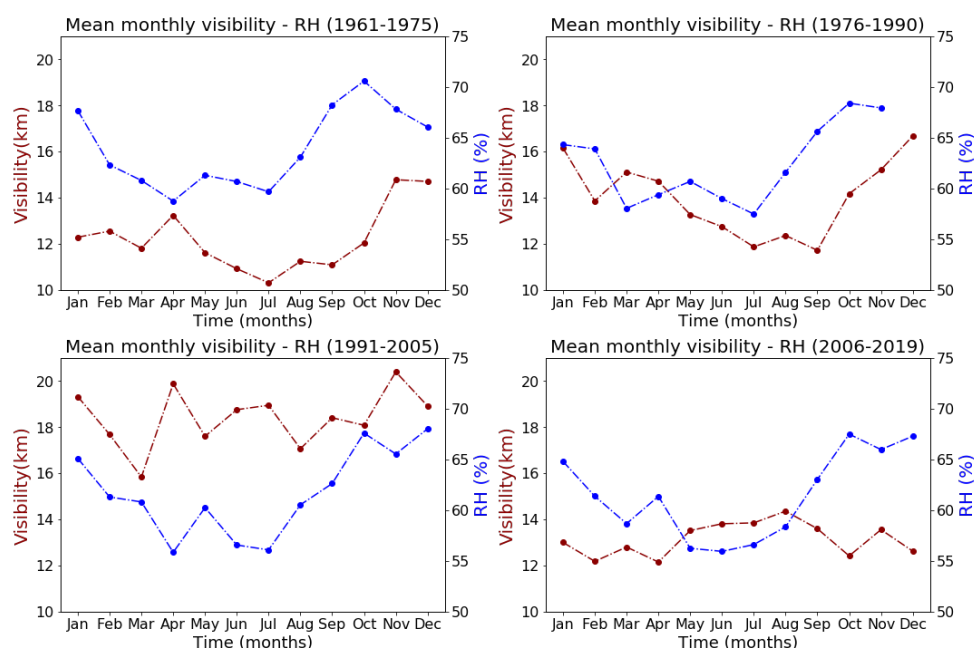 Mean monthly visibility - RH (1961-1975)
20
18
16
14
12
10
Visibility(km)
75
70
65
60
55
50
RH (%)
Jan Feb Mar Apr May Jun Jul Aug Sep Oct Nov Dec
Time (months)
Mean monthly visibility - RH (1976-1990)
20
18
16
14
12
10
Visibility(km)
75
70
65
60
55
50
RH (%)
Jan Feb Mar Apr May Jun Jul Aug Sep Oct Nov Dec
Time (months)
Mean monthly visibility - RH (1991-2005)
20
18
16
14
12
10
Visibility(km)
75
70
65
60
55
50
RH (%)
Jan Feb Mar Apr May Jun Jul Aug Sep Oct Nov Dec
Time (months)
Mean monthly visibility - RH (2006-2019)
20
18
16
14
12
10
Visibility(km)
75
70
65
60
55
50
RH (%)
Jan Feb Mar Apr May Jun Jul Aug Sep Oct Nov Dec
Time (months)